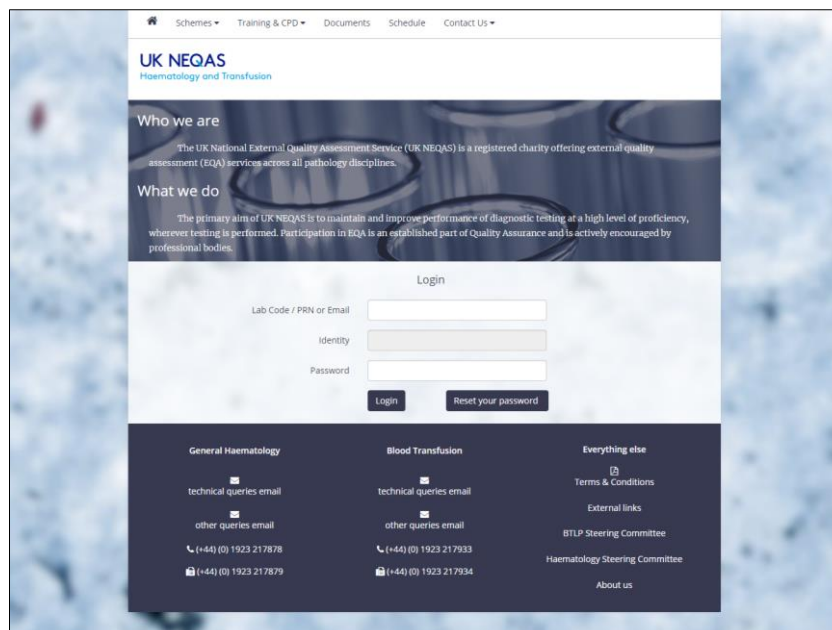 Schemes Training & CPD Documents Schedule Contact Us
UK NEQAS
Haematology and Transfusion
Who we are
The UK National External Quality Assessment Service (UK NEQAS) is a registered charity offering external quality
assessment (EQA) services across all pathology disciplines.
What we do
The primary aim of UK NEQAS is to maintain and improve performance of diagnostic testing at a high level of proficiency,
wherever testing is performed. Participation in EQA is an established part of Quality Assurance and is actively encouraged by
professional bodies.
Login
Lab Code / PRN or Email
Identity
Password
Login Reset your password
General Haematology
technical queries email
other queries email
(+44) (0) 1923 217878
(+44) (0) 1923 217879
Blood Transfusion
technical queries email
other queries email
(+44) (0) 1923 217933
(+44) (0) 1923 217934
Everything else
Terms & Conditions
External links
BTLP Steering Committee
Haematology Steering Committee
About us